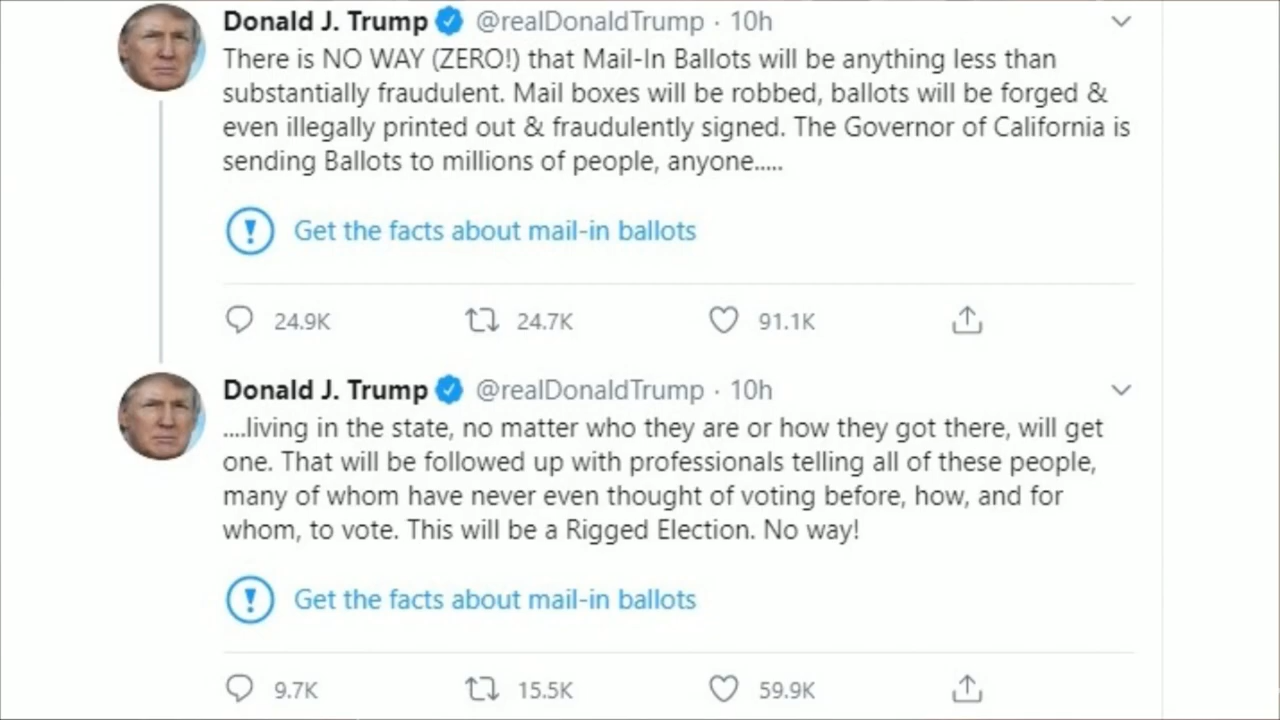 Donald J. Trump @realDonaldTrump · 10h
There is NO WAY (ZERO!) that Mail-In Ballots will be anything less than
substantially fraudulent. Mail boxes will be robbed, ballots will be forged &
even illegally printed out & fraudulently signed. The Governor of California is
sending Ballots to millions of people, anyone.....
Get the facts about mail-in ballots
24.9K 24.7K 91.1K
Donald J. Trump @realDonaldTrump · 10h
....living in the state, no matter who they are or how they got there, will get
one. That will be followed up with professionals telling all of these people,
many of whom have never even thought of voting before, how, and for
whom, to vote. This will be a Rigged Election. No way!
Get the facts about mail-in ballots
9.7K 15.5K 59.9K